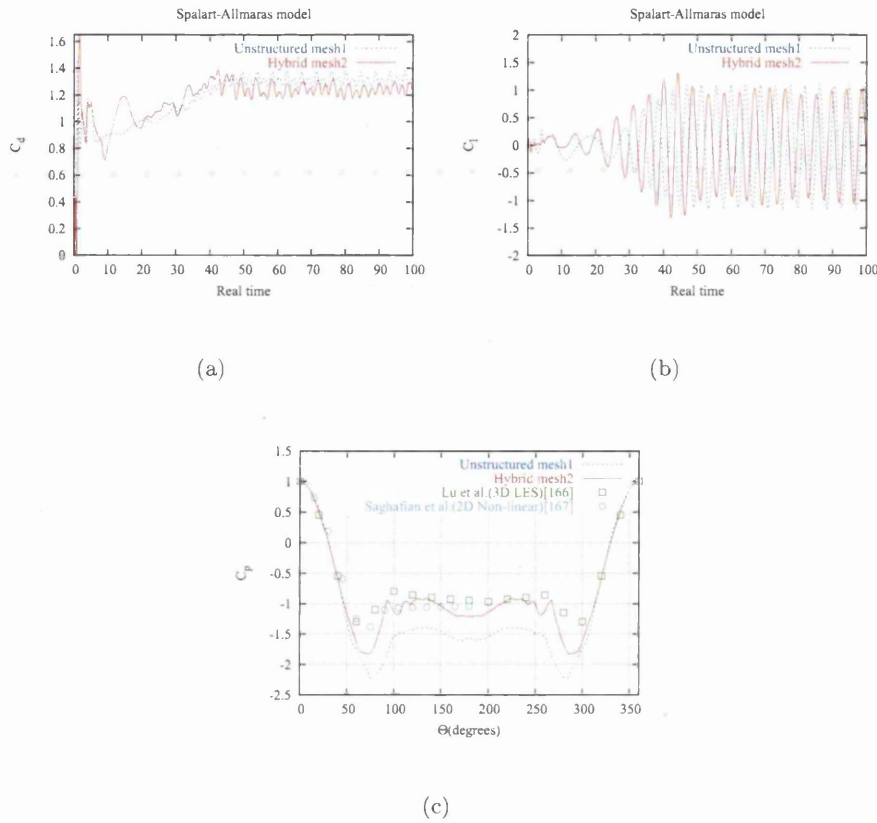 Spalart-Allmaras model
Unstructured mesh1
Hybrid mesh2
1.6
1.4
1.2
1
0.8
0.6
0.4
0.2
0
C_d
0 10 20 30 40 50 60 70 80 90 100
Real time
(a)
Spalart-Allmaras model
Unstructured mesh1
Hybrid mesh2
2
1.5
1
0.5
0
-0.5
-1
-1.5
-2
C_l
0 10 20 30 40 50 60 70 80 90 100
Real time
(b)
Unstructured mesh1
Hybrid mesh2
Lu et al.(3D LES)[166]
Saghafian et al.(2D Non-linear)[167]
1.5
1
0.5
0
-0.5
-1
-1.5
-2
-2.5
C_p
0 50 100 150 200 250 300 350
Θ(degrees)
(c)